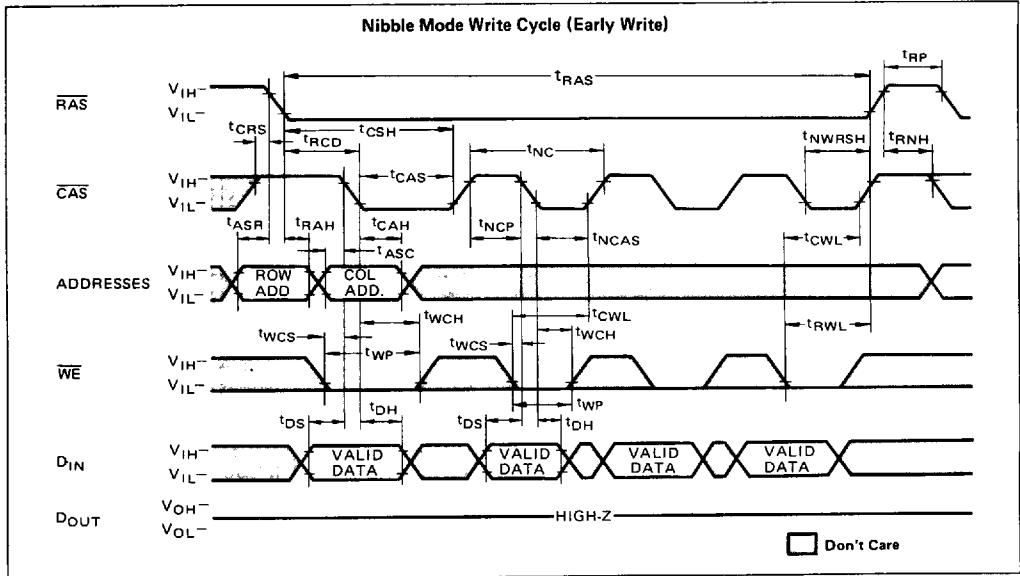 Nibble Mode Write Cycle (Early Write)
tRP
tRAS
RAS
VIH–
VIL–
tCRS
tCSH
tRCD
tNC
tNWRSH
tRNH
CAS
VIH–
VIL–
tCAS
tASR
tRAH
tCAH
tNCP
tNCAS
tCWL
tASC
ADDRESSES
VIH–
VIL–
ROW ADD
COL ADD.
tWCH
tCWL
tWCS
tWP
tWCS
tWCH
tRWL
WE
VIH–
VIL–
tDS
tDH
tDS
tWP
tDH
DIN
VIH–
VIL–
VALID DATA
VALID DATA
VALID DATA
VALID DATA
DOUT
VOH–
VOL–
HIGH-Z
Don't Care